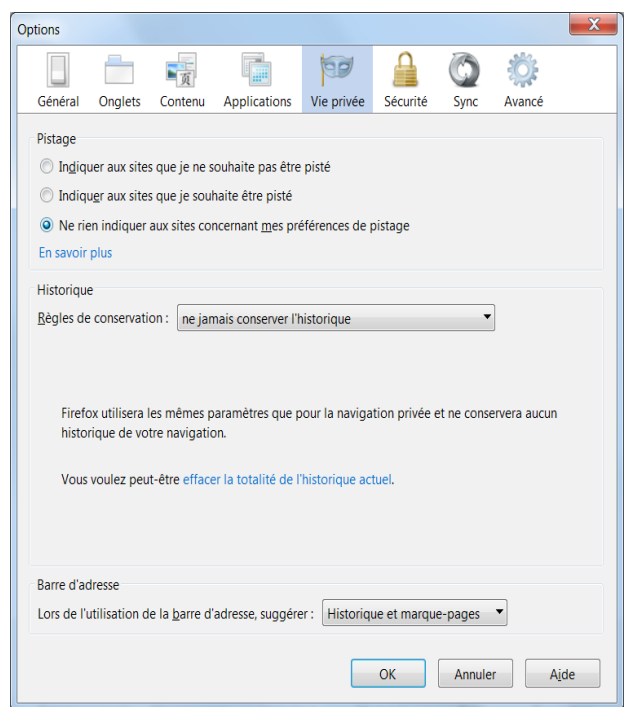 Options
X
Général Onglets Contenu Applications Vie privée Sécurité Sync Avancé
Pistage
Indiquer aux sites que je ne souhaite pas être pisté
Indiquer aux sites que je souhaite être pisté
Ne rien indiquer aux sites concernant mes préférences de pistage
En savoir plus
Historique
Règles de conservation : ne jamais conserver l'historique
Firefox utilisera les mêmes paramètres que pour la navigation privée et ne conservera aucun
historique de votre navigation.
Vous voulez peut-être effacer la totalité de l'historique actuel.
Barre d'adresse
Lors de l'utilisation de la barre d'adresse, suggérer : Historique et marque-pages
OK Annuler Aide